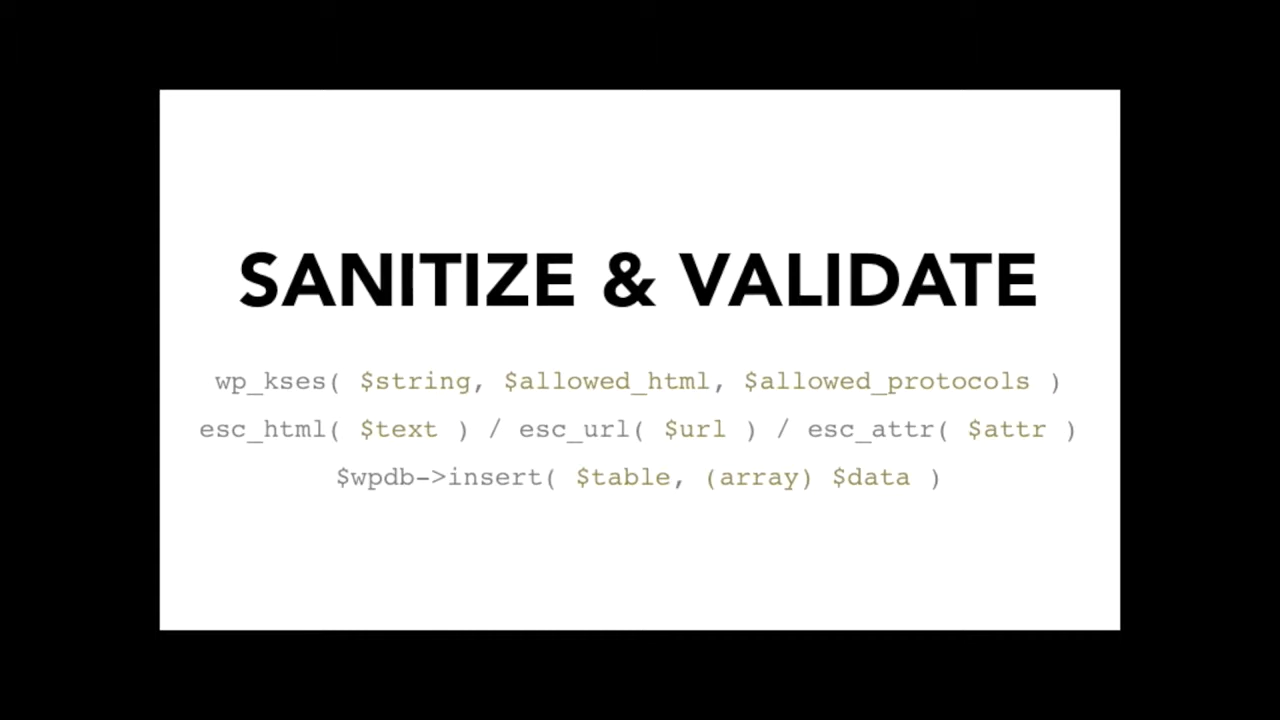 SANITIZE & VALIDATE
wp_kses( $string, $allowed_html, $allowed_protocols )
esc_html( $text ) / esc_url( $url ) / esc_attr( $attr )
$wpdb->insert( $table, (array) $data )